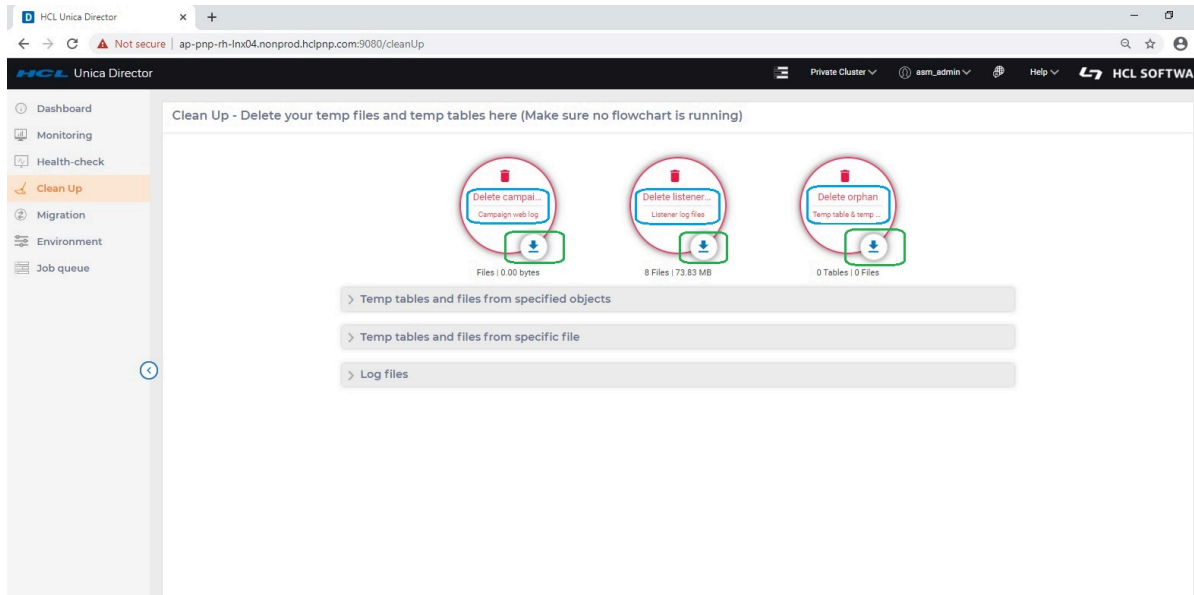 D HCL Unica Director × +
Not secure | ap-pnp-rh-lnx04.nonprod.hclpnp.com:9080/cleanUp
HCL Unica Director Private Cluster asm_admin Help HCL SOFTWA
Dashboard
Monitoring
Health-check
Clean Up
Migration
Environment
Job queue
Clean Up - Delete your temp files and temp tables here (Make sure no flowchart is running)
Delete campai...
Campaign web log
Files | 0.00 bytes
Delete listener...
Listener log files
8 Files | 73.83 MB
Delete orphan
Temp table & temp ...
0 Tables | 0 Files
Temp tables and files from specified objects
Temp tables and files from specific file
Log files